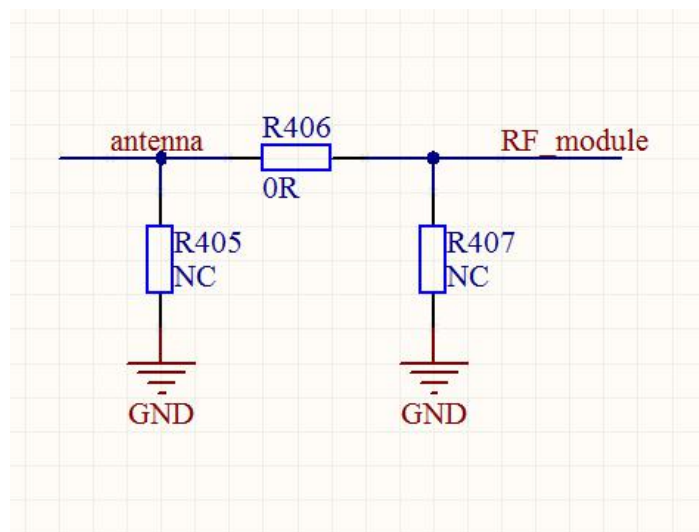 R406
antenna
RF_module
0R
R405
R407
NC
NC
GND
GND